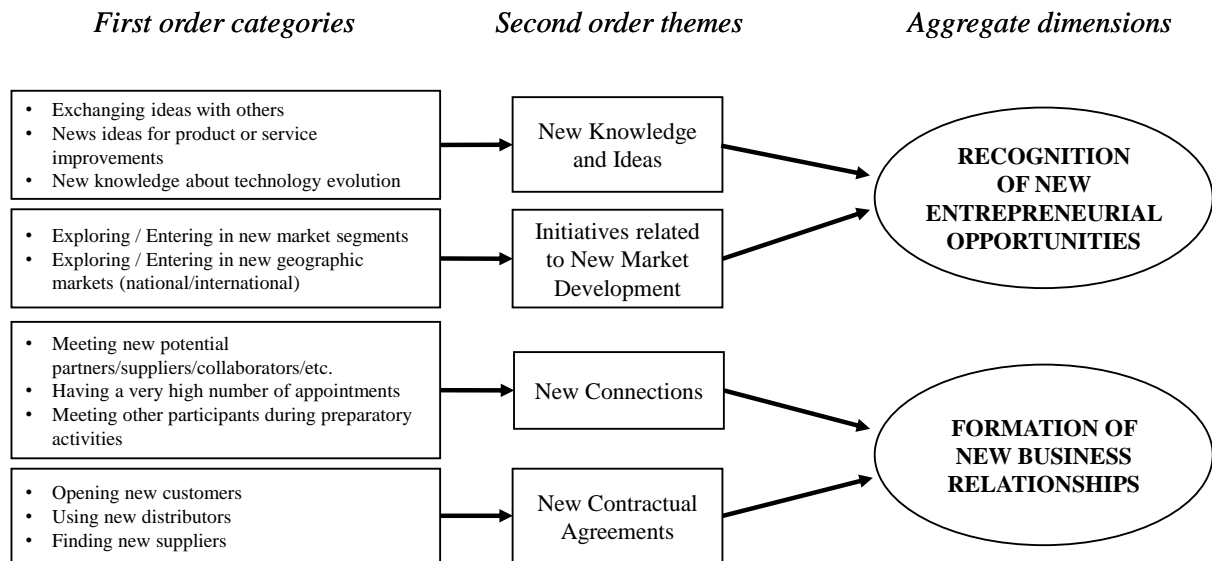 First order categories
Second order themes
Aggregate dimensions
• Exchanging ideas with others
• News ideas for product or service
improvements
• New knowledge about technology evolution
New Knowledge
and Ideas
RECOGNITION
OF NEW
ENTREPRENEURIAL
OPPORTUNITIES
• Exploring / Entering in new market segments
• Exploring / Entering in new geographic
markets (national/international)
Initiatives related
to New Market
Development
• Meeting new potential
partners/suppliers/collaborators/etc.
• Having a very high number of appointments
• Meeting other participants during preparatory
activities
New Connections
FORMATION OF
NEW BUSINESS
RELATIONSHIPS
• Opening new customers
• Using new distributors
• Finding new suppliers
New Contractual
Agreements